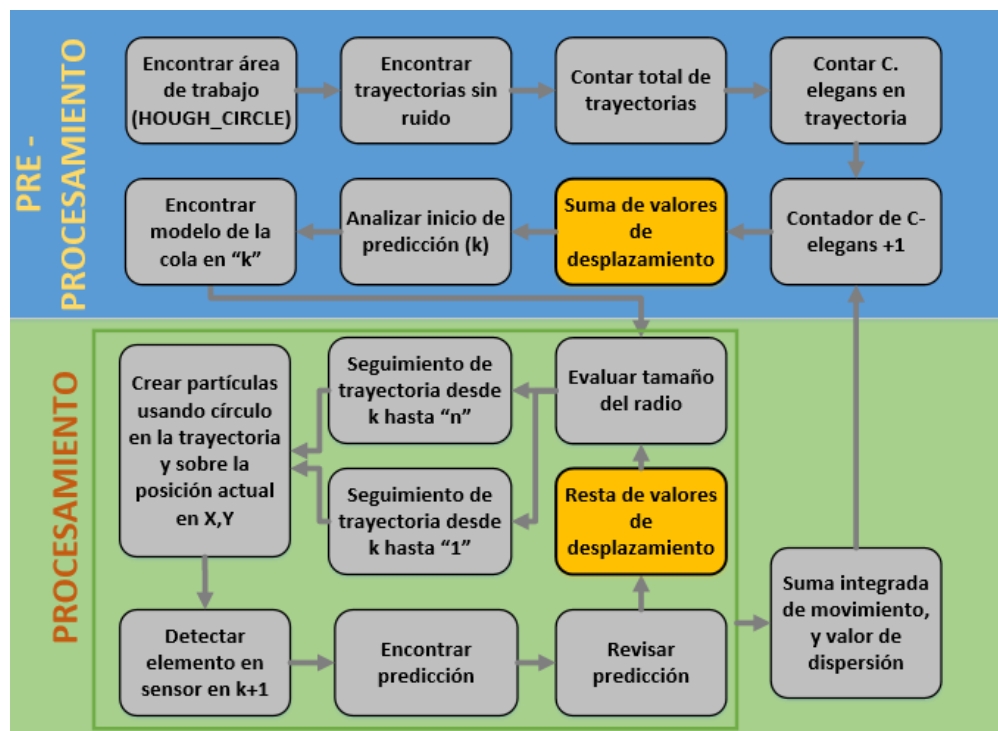 PRE -
PROCESAMIENTO
Encontrar área
de trabajo
(HOUGH_CIRCLE)
Encontrar
trayectorias sin
ruido
Contar total de
trayectorias
Contar C.
elegans en
trayectoria
Encontrar
modelo de la
cola en “k”
Analizar inicio de
predicción (k)
Suma de valores
de
desplazamiento
Contador de C-
elegans +1
PROCESAMIENTO
Crear partículas
usando círculo
en la trayectoria
y sobre la
posición actual
en X,Y
Seguimiento de
trayectoria desde
k hasta “n”
Evaluar tamaño
del radio
Seguimiento de
trayectoria desde
k hasta “1”
Resta de valores
de
desplazamiento
Detectar
elemento en
sensor en k+1
Encontrar
predicción
Revisar
predicción
Suma integrada
de movimiento,
y valor de
dispersión